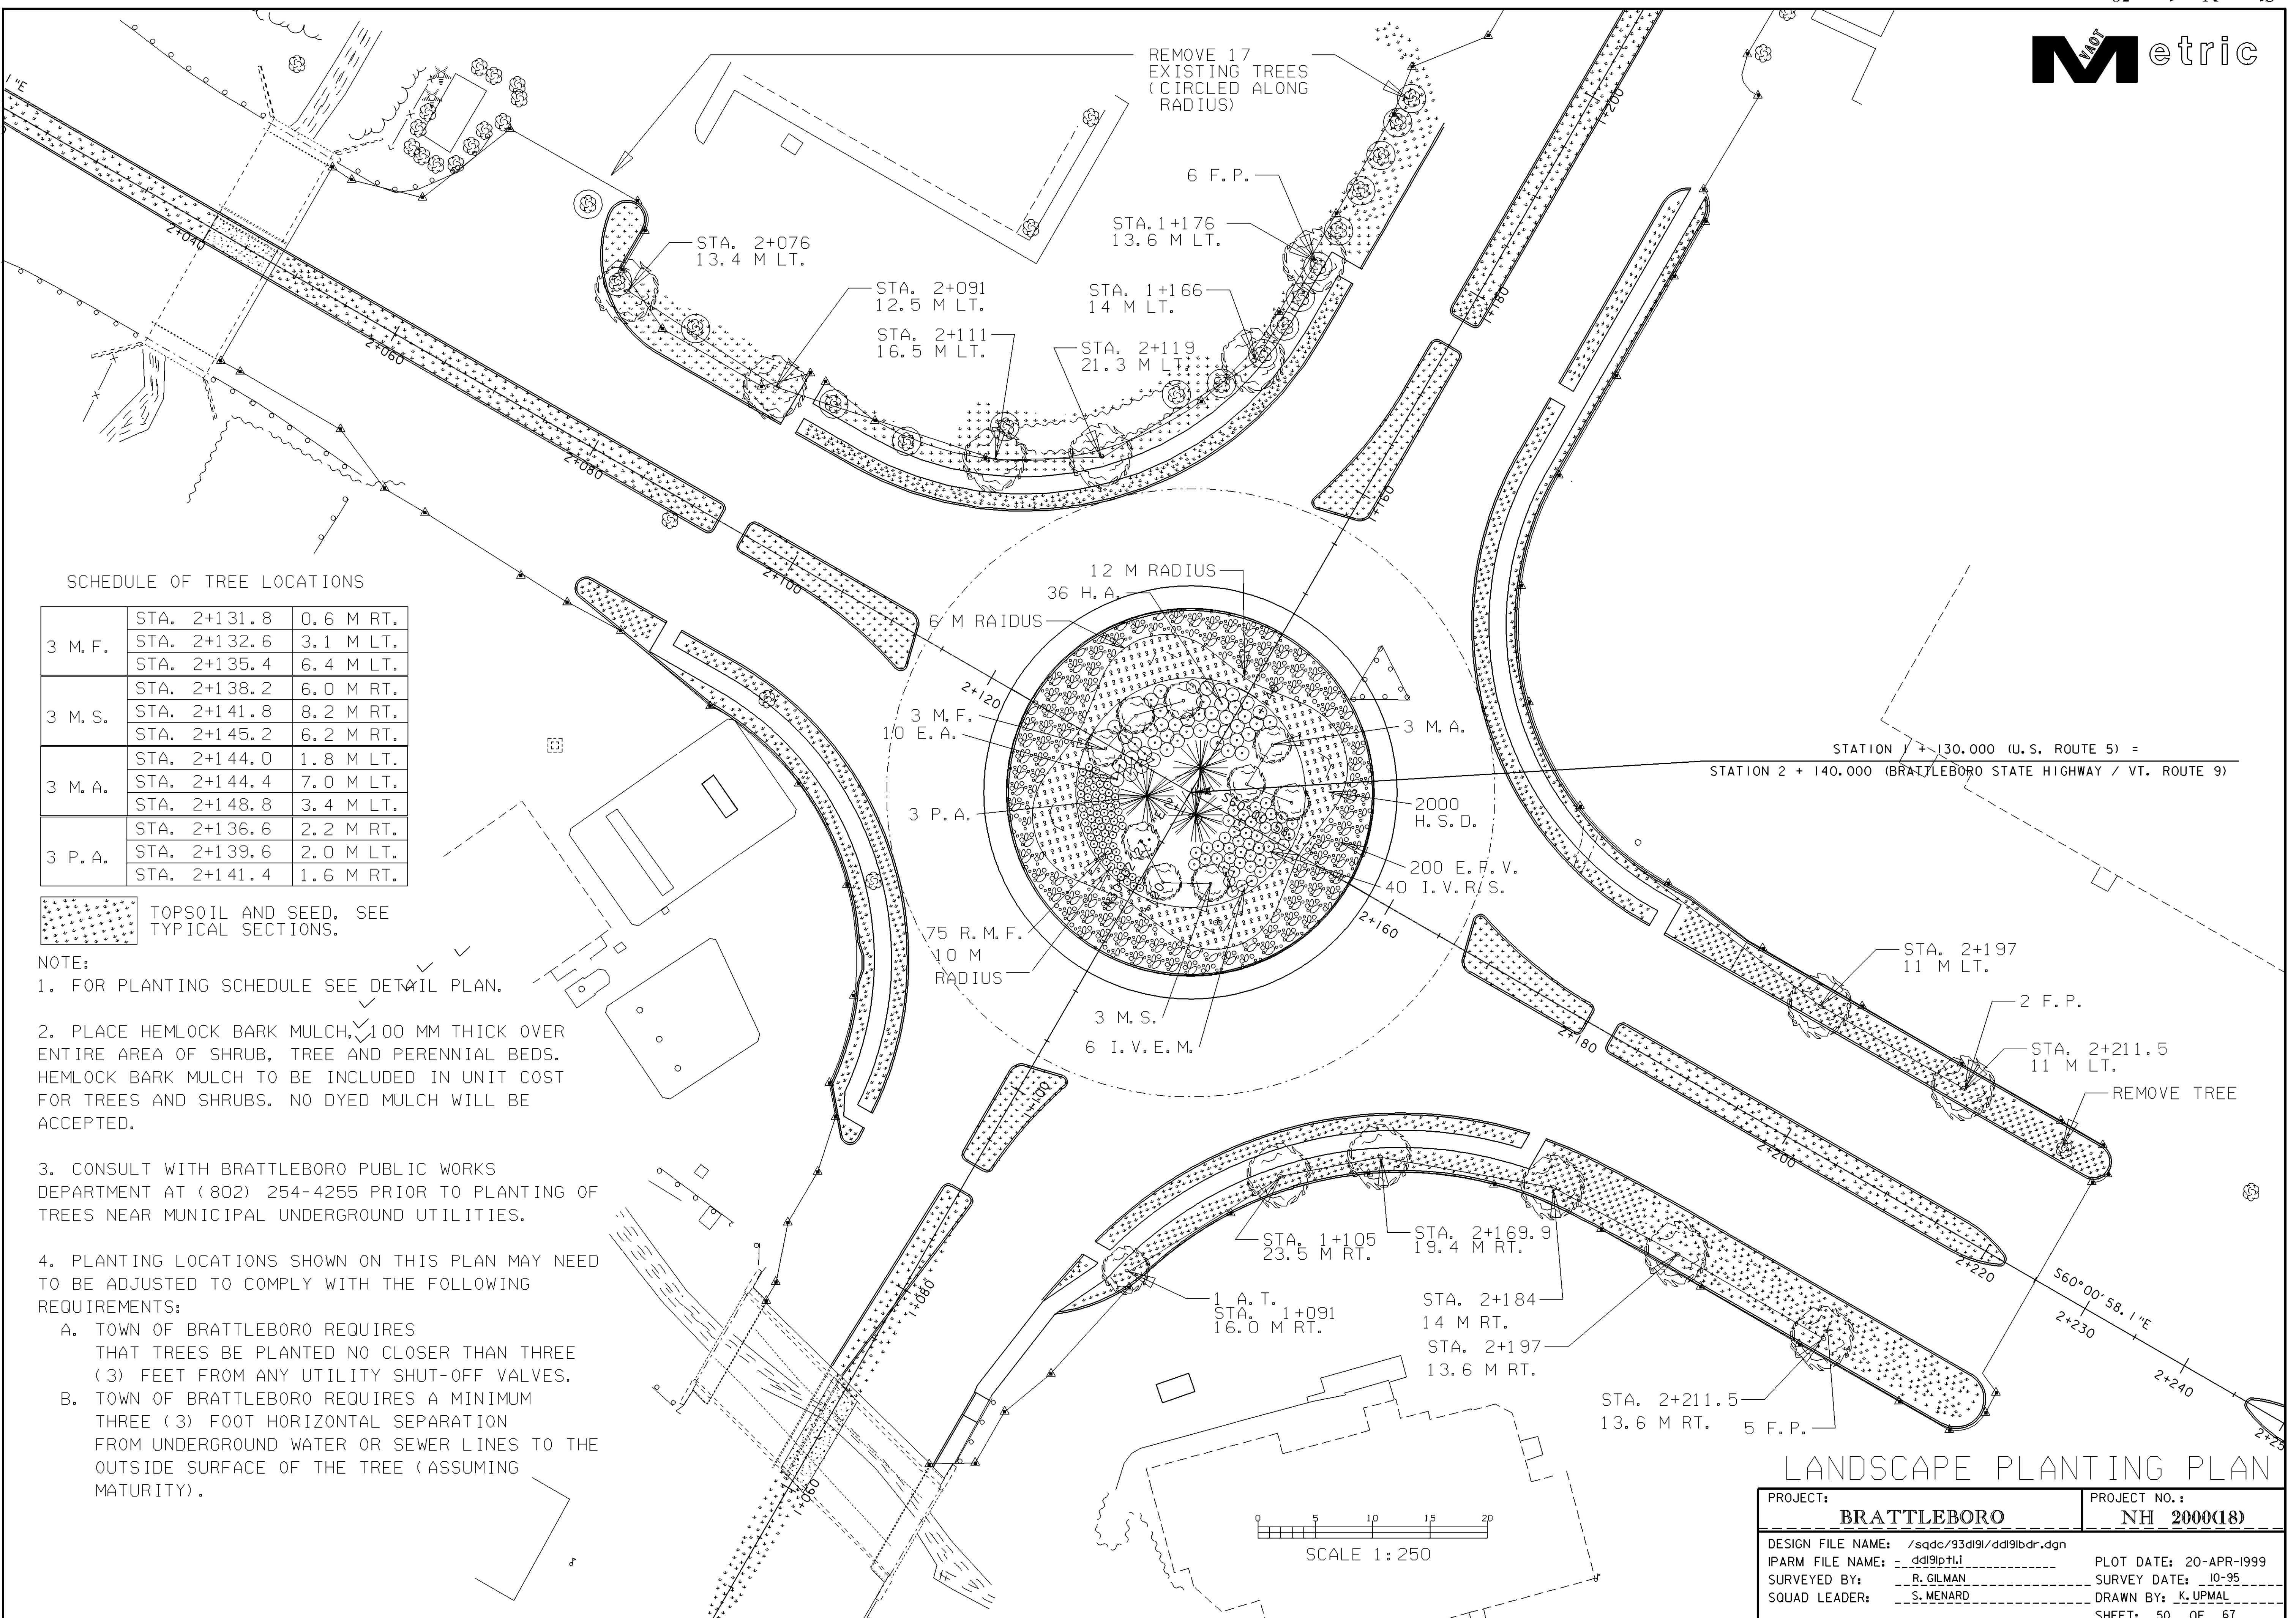 VAOT
Metric
REMOVE 17
EXISTING TREES
(CIRCLED ALONG
RADIUS)
1+200
6 F.P.
STA.1+176
13.6 M LT.
STA. 2+076
13.4 M LT.
STA. 2+091
12.5 M LT.
STA. 1+166
14 M LT.
STA. 2+111
16.5 M LT.
STA. 2+119
21.3 M LT.
2+040
2+060
2+080
2+100
2+120
1+180
1+160
1+140
SCHEDULE OF TREE LOCATIONS
3 M.F.
STA. 2+131.8 0.6 M RT.
STA. 2+132.6 3.1 M LT.
STA. 2+135.4 6.4 M LT.
3 M.S.
STA. 2+138.2 6.0 M RT.
STA. 2+141.8 8.2 M RT.
STA. 2+145.2 6.2 M RT.
3 M.A.
STA. 2+144.0 1.8 M LT.
STA. 2+144.4 7.0 M LT.
STA. 2+148.8 3.4 M LT.
3 P.A.
STA. 2+136.6 2.2 M RT.
STA. 2+139.6 2.0 M LT.
STA. 2+141.4 1.6 M RT.
TOPSOIL AND SEED, SEE
TYPICAL SECTIONS.
NOTE:
1. FOR PLANTING SCHEDULE SEE DETAIL PLAN.
2. PLACE HEMLOCK BARK MULCH, 100 MM THICK OVER
ENTIRE AREA OF SHRUB, TREE AND PERENNIAL BEDS.
HEMLOCK BARK MULCH TO BE INCLUDED IN UNIT COST
FOR TREES AND SHRUBS. NO DYED MULCH WILL BE
ACCEPTED.
3. CONSULT WITH BRATTLEBORO PUBLIC WORKS
DEPARTMENT AT (802) 254-4255 PRIOR TO PLANTING OF
TREES NEAR MUNICIPAL UNDERGROUND UTILITIES.
4. PLANTING LOCATIONS SHOWN ON THIS PLAN MAY NEED
TO BE ADJUSTED TO COMPLY WITH THE FOLLOWING
REQUIREMENTS:
A. TOWN OF BRATTLEBORO REQUIRES
THAT TREES BE PLANTED NO CLOSER THAN THREE
(3) FEET FROM ANY UTILITY SHUT-OFF VALVES.
B. TOWN OF BRATTLEBORO REQUIRES A MINIMUM
THREE (3) FOOT HORIZONTAL SEPARATION
FROM UNDERGROUND WATER OR SEWER LINES TO THE
OUTSIDE SURFACE OF THE TREE (ASSUMING
MATURITY).
12 M RADIUS
36 H.A.
6 M RAIDUS
3 M.F.
10 E.A.
3 P.A.
75 R.M.F.
10 M
RADIUS
3 M.S.
6 I.V.E.M.
3 M.A.
2000
H.S.D.
200 E.F.V.
40 I.V.R.S.
STATION 1 + 130.000 (U.S. ROUTE 5) =
STATION 2 + 140.000 (BRATTLEBORO STATE HIGHWAY / VT. ROUTE 9)
2+160
2+180
2+200
2+220
2+230
2+240
S60°00'58.1"E
1+100
1+080
1+060
STA. 2+197
11 M LT.
2 F.P.
STA. 2+211.5
11 M LT.
REMOVE TREE
STA. 1+105
23.5 M RT.
STA. 2+169.9
19.4 M RT.
1 A.T.
STA. 1+091
16.0 M RT.
STA. 2+184
14 M RT.
STA. 2+197
13.6 M RT.
STA. 2+211.5
13.6 M RT.
5 F.P.
0 5 10 15 20
SCALE 1:250
LANDSCAPE PLANTING PLAN
PROJECT: BRATTLEBORO
PROJECT NO.: NH 2000(18)
DESIGN FILE NAME: /sqdc/93d191/dd191bdr.dgn
IPARM FILE NAME: dd191pt1.i
PLOT DATE: 20-APR-1999
SURVEYED BY: R. GILMAN
SURVEY DATE: 10-95
SQUAD LEADER: S. MENARD
DRAWN BY: K. UPMAL
SHEET: 50 OF 67